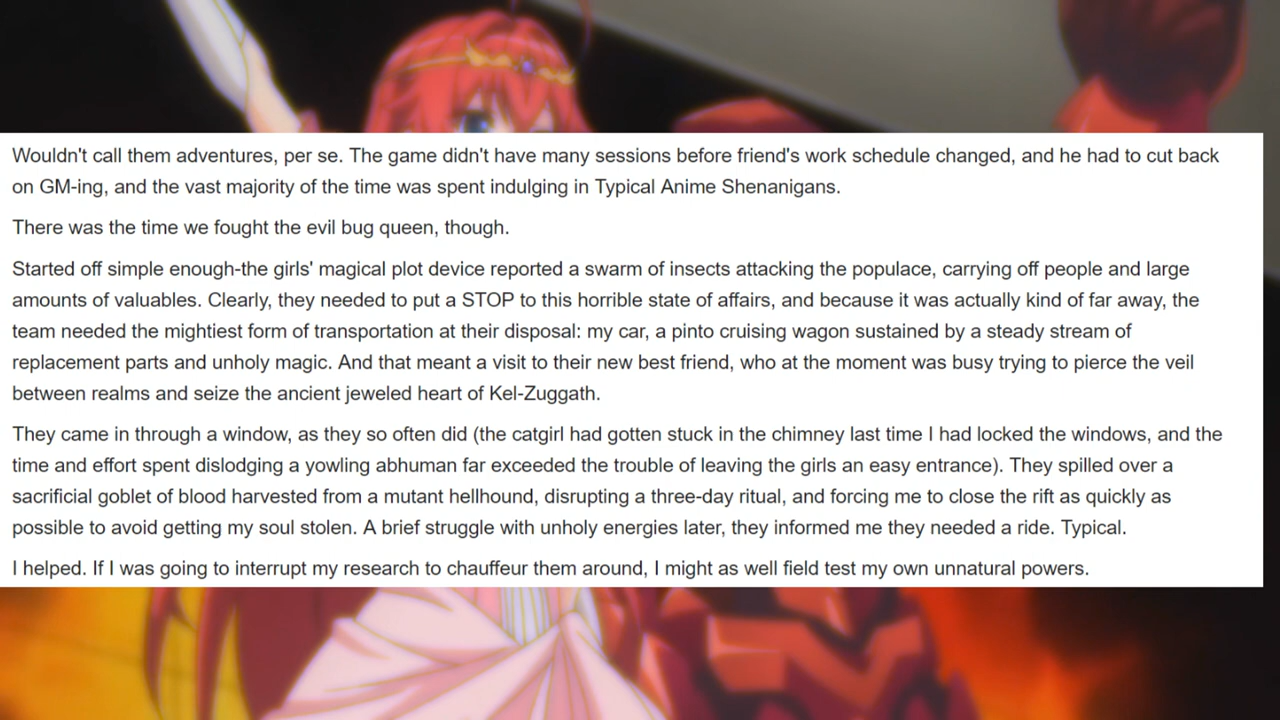 Wouldn't call them adventures, per se. The game didn't have many sessions before friend's work schedule changed, and he had to cut back
on GM-ing, and the vast majority of the time was spent indulging in Typical Anime Shenanigans.
There was the time we fought the evil bug queen, though.
Started off simple enough-the girls' magical plot device reported a swarm of insects attacking the populace, carrying off people and large
amounts of valuables. Clearly, they needed to put a STOP to this horrible state of affairs, and because it was actually kind of far away, the
team needed the mightiest form of transportation at their disposal: my car, a pinto cruising wagon sustained by a steady stream of
replacement parts and unholy magic. And that meant a visit to their new best friend, who at the moment was busy trying to pierce the veil
between realms and seize the ancient jeweled heart of Kel-Zuggath.
They came in through a window, as they so often did (the catgirl had gotten stuck in the chimney last time I had locked the windows, and the
time and effort spent dislodging a yowling abhuman far exceeded the trouble of leaving the girls an easy entrance). They spilled over a
sacrificial goblet of blood harvested from a mutant hellhound, disrupting a three-day ritual, and forcing me to close the rift as quickly as
possible to avoid getting my soul stolen. A brief struggle with unholy energies later, they informed me they needed a ride. Typical.
I helped. If I was going to interrupt my research to chauffeur them around, I might as well field test my own unnatural powers.